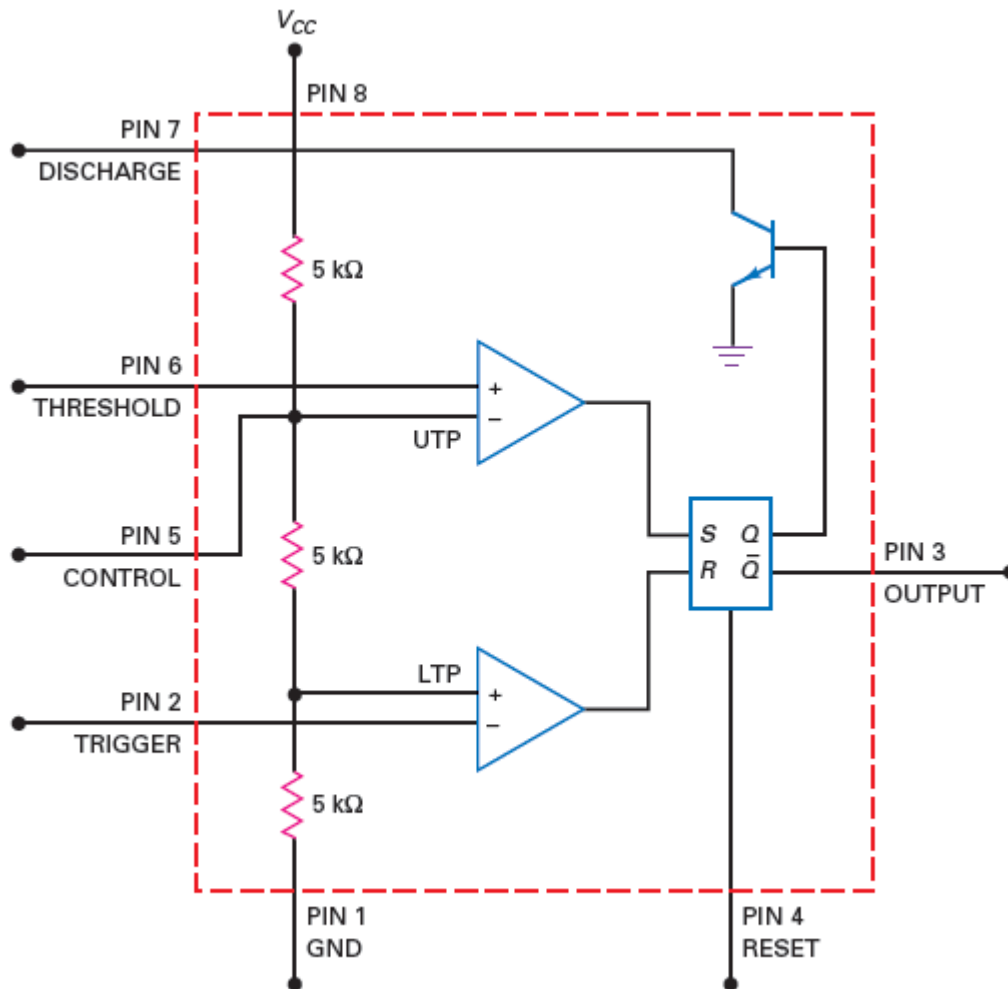 VCC
PIN 8
PIN 7
DISCHARGE
5 kΩ
PIN 6
THRESHOLD
+
−
UTP
PIN 5
CONTROL
5 kΩ
S Q
R Q̅
PIN 3
OUTPUT
LTP
+
−
PIN 2
TRIGGER
5 kΩ
PIN 1
GND
PIN 4
RESET